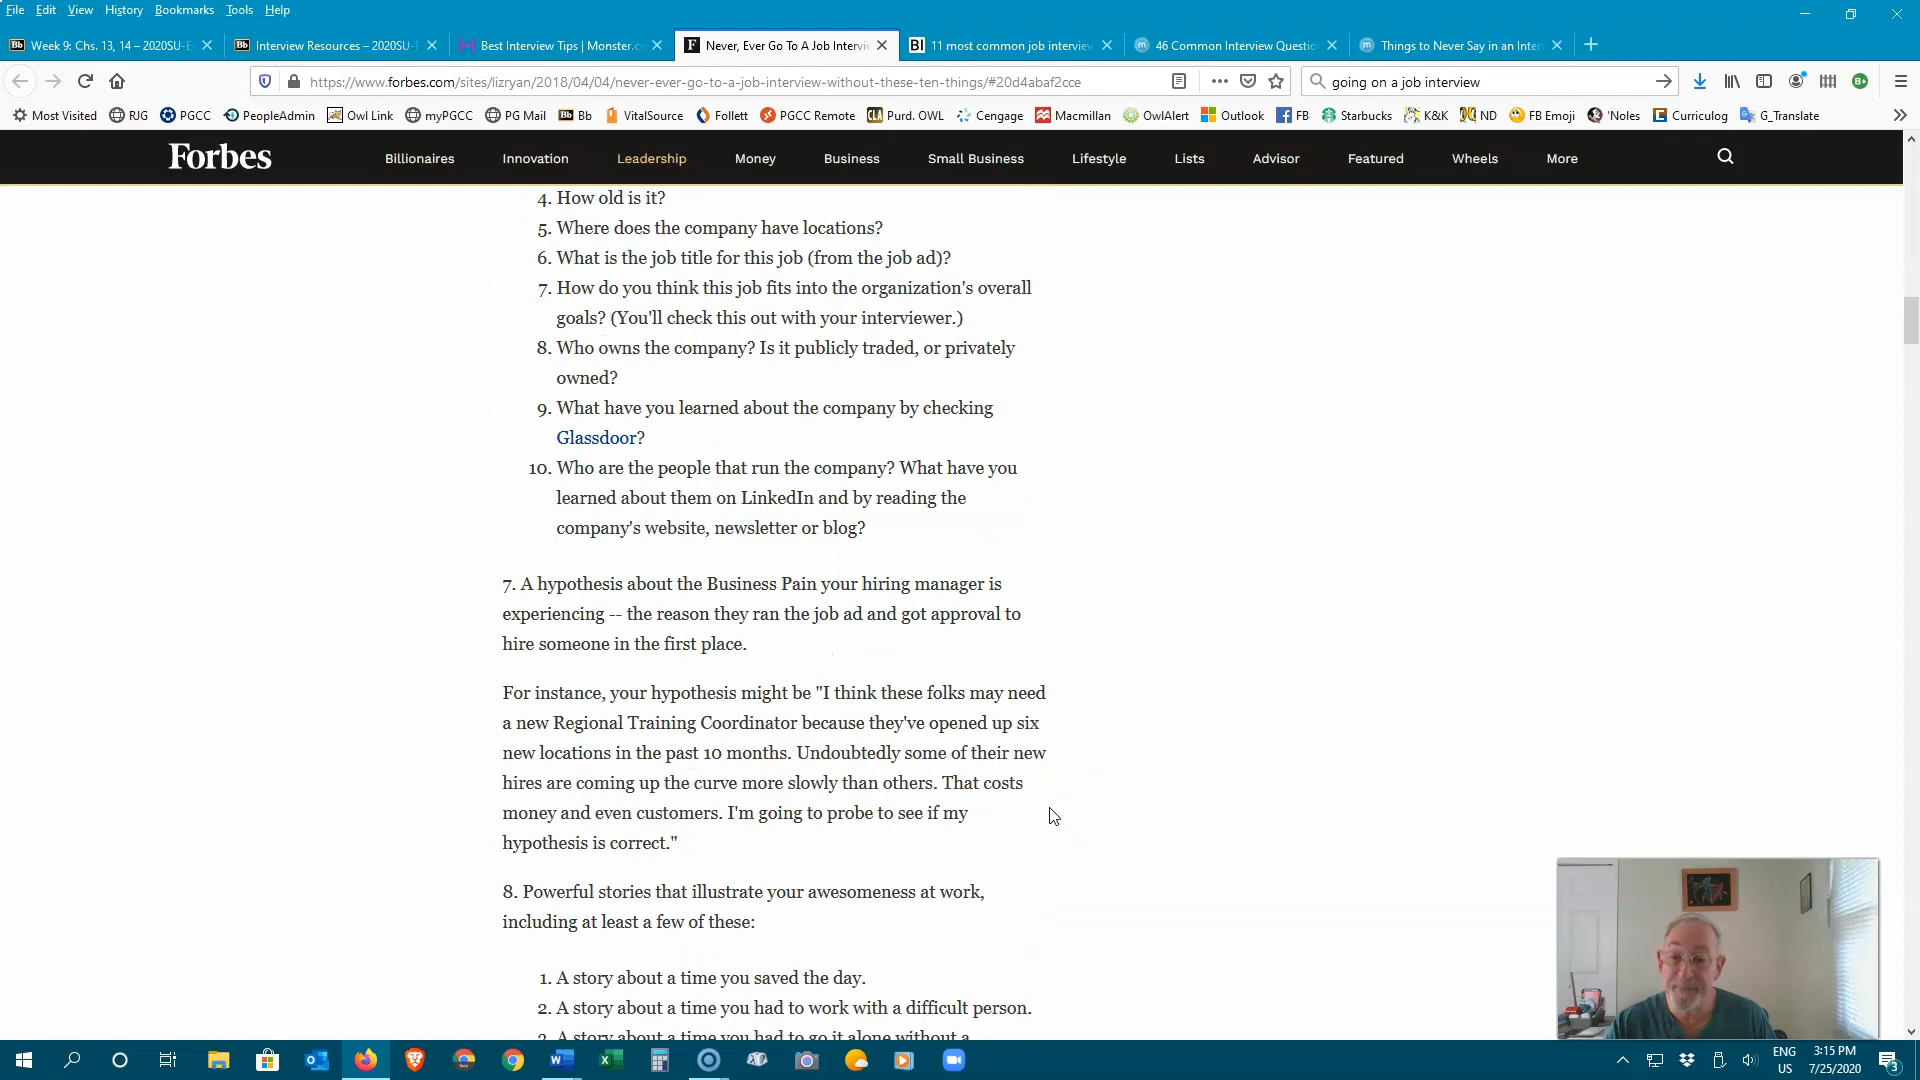 File Edit View History Bookmarks Tools Help
Week 9: Chs. 13, 14 – 2020SU-E
Interview Resources – 2020SU-
Best Interview Tips | Monster.c
Never, Ever Go To A Job Intervi
11 most common job interview
46 Common Interview Questio
Things to Never Say in an Inter
https://www.forbes.com/sites/lizryan/2018/04/04/never-ever-go-to-a-job-interview-without-these-ten-things/#20d4abaf2cce
going on a job interview
Most Visited RJG PGCC PeopleAdmin Owl Link myPGCC PG Mail Bb VitalSource Follett PGCC Remote Purd. OWL Cengage Macmillan OwlAlert Outlook FB Starbucks K&K ND FB Emoji 'Noles Curriculog G_Translate
Forbes Billionaires Innovation Leadership Money Business Small Business Lifestyle Lists Advisor Featured Wheels More
4. How old is it?
5. Where does the company have locations?
6. What is the job title for this job (from the job ad)?
7. How do you think this job fits into the organization's overall
goals? (You'll check this out with your interviewer.)
8. Who owns the company? Is it publicly traded, or privately
owned?
9. What have you learned about the company by checking
Glassdoor?
10. Who are the people that run the company? What have you
learned about them on LinkedIn and by reading the
company's website, newsletter or blog?
7. A hypothesis about the Business Pain your hiring manager is
experiencing -- the reason they ran the job ad and got approval to
hire someone in the first place.
For instance, your hypothesis might be "I think these folks may need
a new Regional Training Coordinator because they've opened up six
new locations in the past 10 months. Undoubtedly some of their new
hires are coming up the curve more slowly than others. That costs
money and even customers. I'm going to probe to see if my
hypothesis is correct."
8. Powerful stories that illustrate your awesomeness at work,
including at least a few of these:
1. A story about a time you saved the day.
2. A story about a time you had to work with a difficult person.
3. A story about a time you had to go it alone without a
ENG
US
3:15 PM
7/25/2020
3